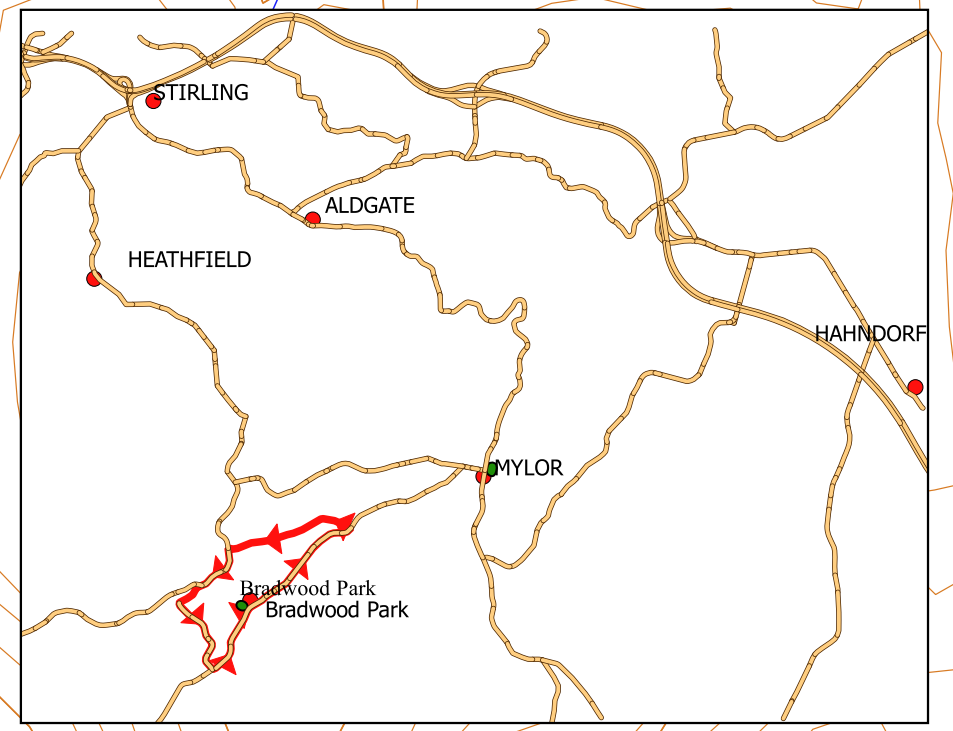 STIRLING
ALDGATE
HEATHFIELD
HAHNDORF
MYLOR
Bradwood Park
Bradwood Park